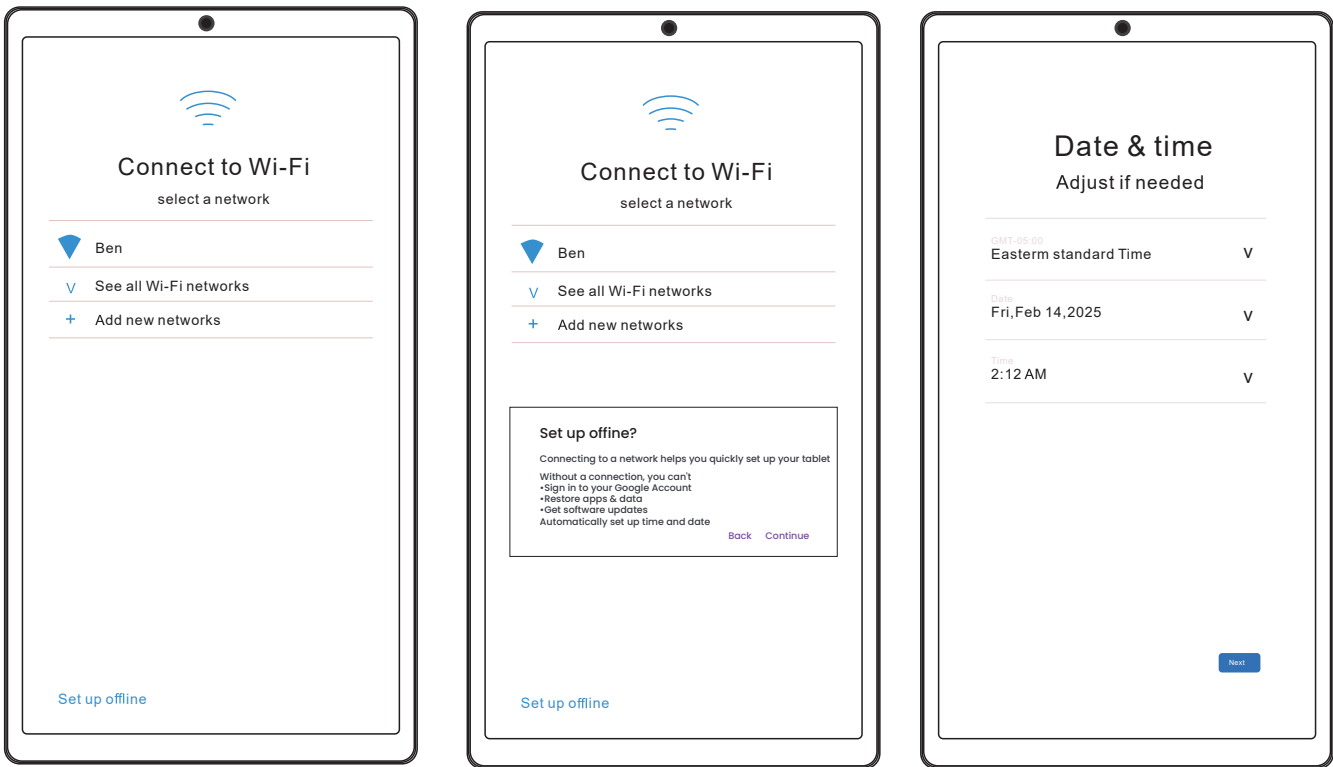 Connect to Wi-Fi
select a network
Ben
See all Wi-Fi networks
+ Add new networks
Set up offline
Connect to Wi-Fi
select a network
Ben
See all Wi-Fi networks
+ Add new networks
Set up offine?
Connecting to a network helps you quickly set up your tablet
Without a connection, you can't
•Sign in to your Google Account
•Restore apps & data
•Get software updates
Automatically set up time and date
Back Continue
Set up offline
Date & time
Adjust if needed
GMT-05:00
Easterm standard Time
Date
Fri,Feb 14,2025
Time
2:12 AM
Next